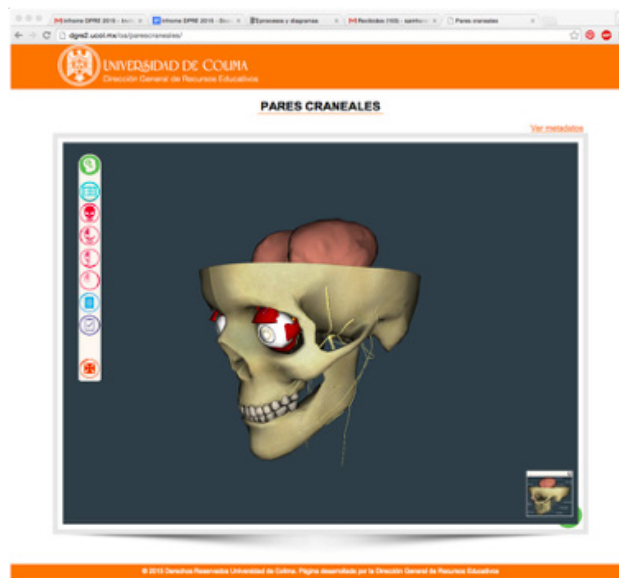 Informe DPRE 2015 -
Informe DPRE 2015 -
procesos y diagramas
Recibidos (105) -
Pares craneales
dgre2.ucol.mx/oa/parescraneales/
UNIVERSIDAD DE COLIMA
Dirección General de Recursos Educativos
PARES CRANEALES
Ver metadatos
© 2015 Derechos Reservados Universidad de Colima. Página desarrollada por la Dirección General de Recursos Educativos